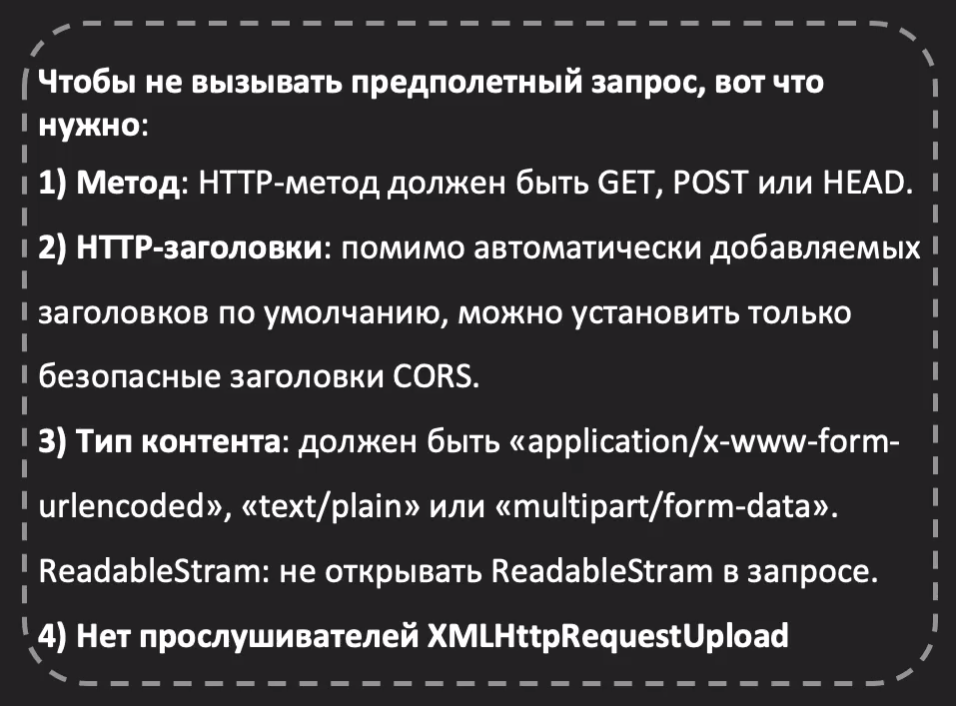 Чтобы не вызывать предполетный запрос, вот что
нужно:
1) Метод: HTTP-метод должен быть GET, POST или HEAD.
2) HTTP-заголовки: помимо автоматически добавляемых
заголовков по умолчанию, можно установить только
безопасные заголовки CORS.
3) Тип контента: должен быть «application/x-www-form-
urlencoded», «text/plain» или «multipart/form-data».
ReadableStram: не открывать ReadableStram в запросе.
4) Нет прослушивателей XMLHttpRequestUpload